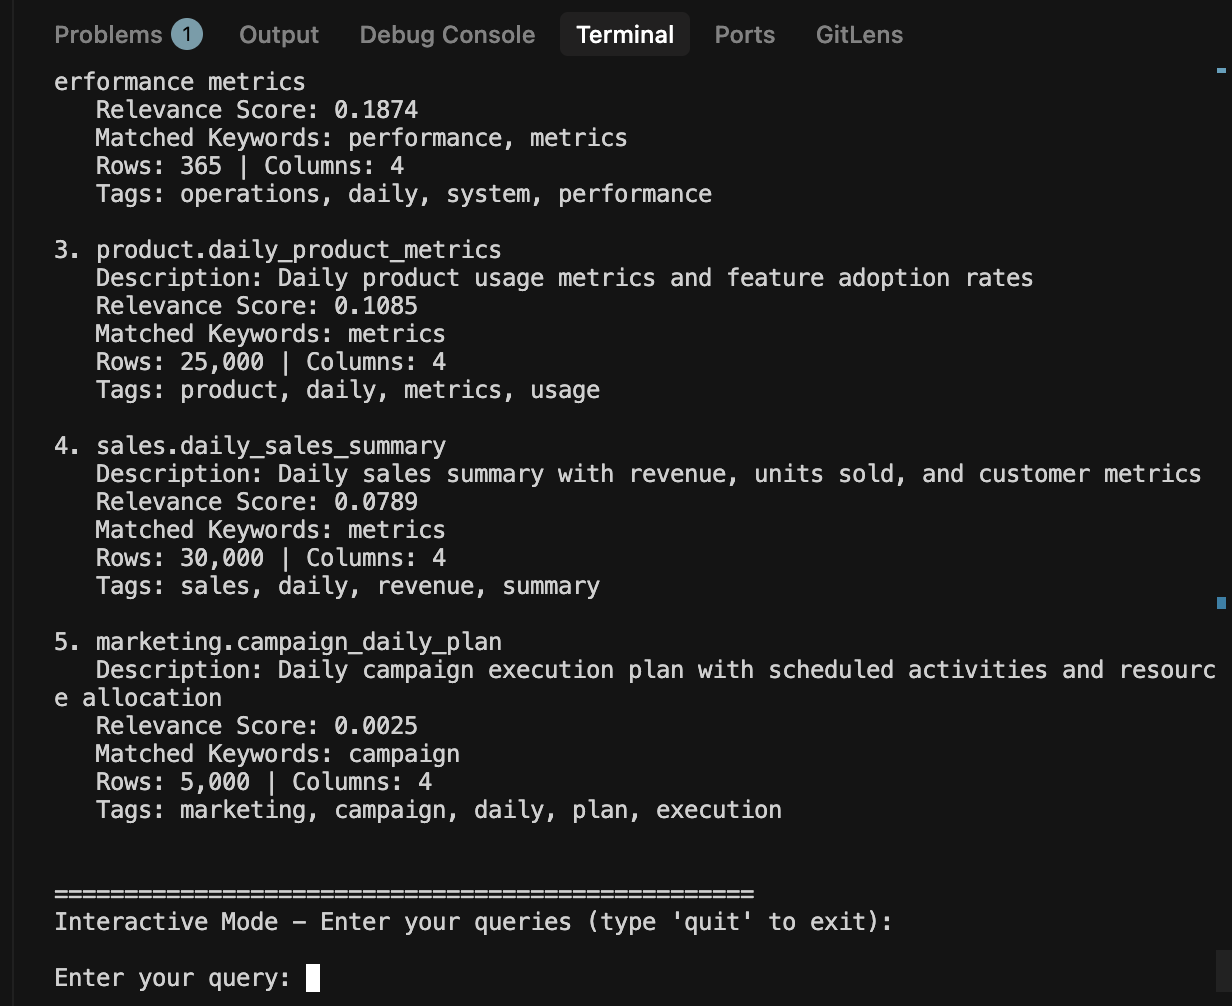 Problems 1 Output Debug Console Terminal Ports GitLens
erformance metrics
Relevance Score: 0.1874
Matched Keywords: performance, metrics
Rows: 365 | Columns: 4
Tags: operations, daily, system, performance
3. product.daily_product_metrics
Description: Daily product usage metrics and feature adoption rates
Relevance Score: 0.1085
Matched Keywords: metrics
Rows: 25,000 | Columns: 4
Tags: product, daily, metrics, usage
4. sales.daily_sales_summary
Description: Daily sales summary with revenue, units sold, and customer metrics
Relevance Score: 0.0789
Matched Keywords: metrics
Rows: 30,000 | Columns: 4
Tags: sales, daily, revenue, summary
5. marketing.campaign_daily_plan
Description: Daily campaign execution plan with scheduled activities and resourc
e allocation
Relevance Score: 0.0025
Matched Keywords: campaign
Rows: 5,000 | Columns: 4
Tags: marketing, campaign, daily, plan, execution
==================================================
Interactive Mode – Enter your queries (type 'quit' to exit):
Enter your query: